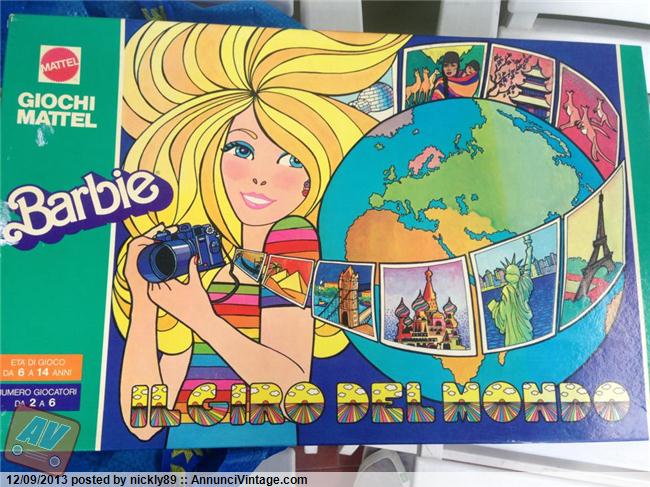 MATTEL
GIOCHI
MATTEL
Barbie
ETÀ DI GIOCO
DA 6 A 14 ANNI
NUMERO GIOCATORI
DA 2 A 6
IL GIRO DEL MONDO
AV
12/09/2013 posted by nickly89 :: AnnunciVintage.com